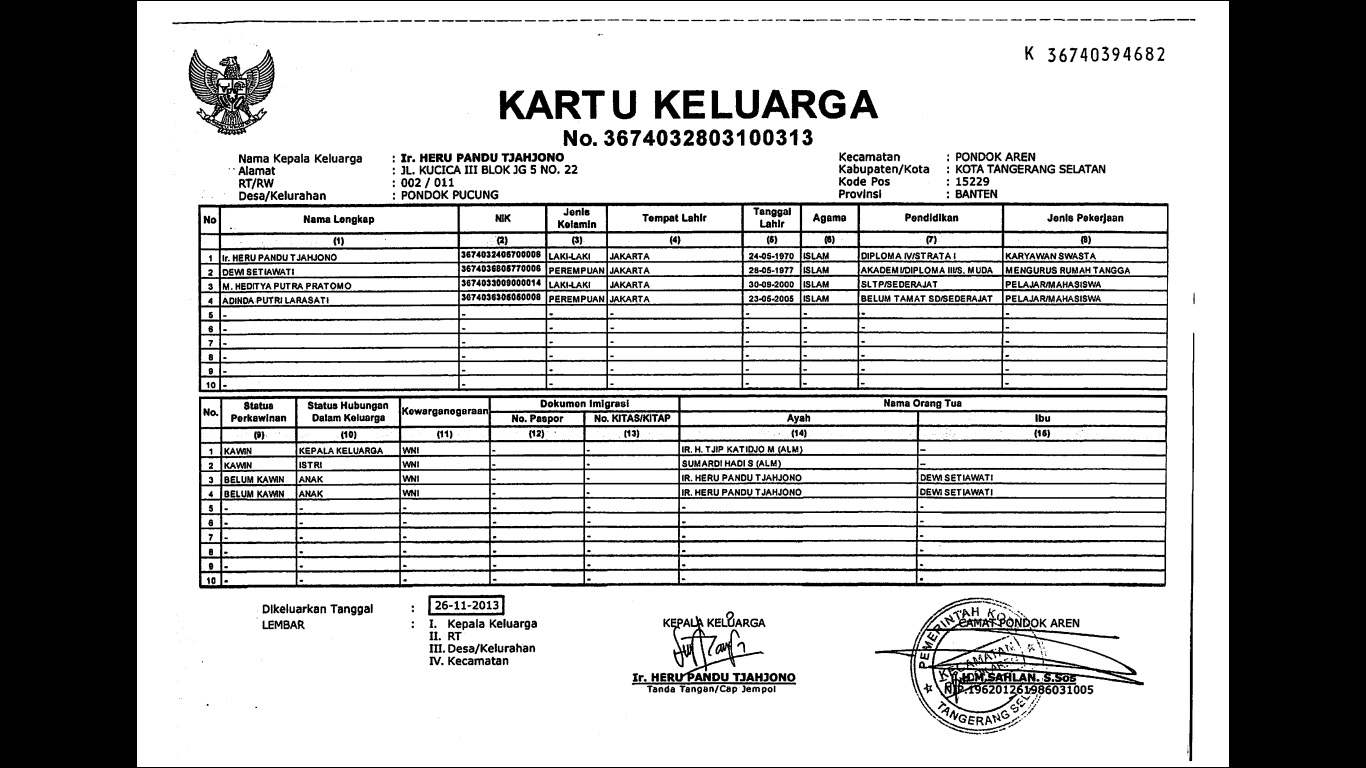 K 36740394682
KARTU KELUARGA
No. 3674032803100313
Nama Kepala Keluarga : Ir. HERU PANDU TJAHJONO
Alamat : JL. KUCICA III BLOK JG 5 NO. 22
RT/RW : 002 / 011
Desa/Kelurahan : PONDOK PUCUNG
Kecamatan : PONDOK AREN
Kabupaten/Kota : KOTA TANGERANG SELATAN
Kode Pos : 15229
Provinsi : BANTEN
No Nama Lengkap NIK Jenis Kelamin Tempat Lahir Tanggal Lahir Agama Pendidikan Jenis Pekerjaan
(1) (2) (3) (4) (5) (6) (7) (8)
1 Ir. HERU PANDU TJAHJONO 3674032405700008 LAKI-LAKI JAKARTA 24-05-1970 ISLAM DIPLOMA IV/STRATA I KARYAWAN SWASTA
2 DEWI SETIAWATI 3674036805770006 PEREMPUAN JAKARTA 28-05-1977 ISLAM AKADEMI/DIPLOMA III/S. MUDA MENGURUS RUMAH TANGGA
3 M. HEDITYA PUTRA PRATOMO 3674033009000014 LAKI-LAKI JAKARTA 30-09-2000 ISLAM SLTP/SEDERAJAT PELAJAR/MAHASISWA
4 ADINDA PUTRI LARASATI 3674036305050008 PEREMPUAN JAKARTA 23-05-2005 ISLAM BELUM TAMAT SD/SEDERAJAT PELAJAR/MAHASISWA
5 - - - - - - - -
6 - - - - - - - -
7 - - - - - - - -
8 - - - - - - - -
9 - - - - - - - -
10 - - - - - - - -
No. Status Perkawinan Status Hubungan Dalam Keluarga Kewarganegaraan Dokumen Imigrasi Nama Orang Tua
No. Paspor No. KITAS/KITAP Ayah Ibu
(9) (10) (11) (12) (13) (14) (15)
1 KAWIN KEPALA KELUARGA WNI - - IR. H. TJIP KATIDJO M (ALM) -
2 KAWIN ISTRI WNI - - SUMARDI HADI S (ALM) -
3 BELUM KAWIN ANAK WNI - - IR. HERU PANDU TJAHJONO DEWI SETIAWATI
4 BELUM KAWIN ANAK WNI - - IR. HERU PANDU TJAHJONO DEWI SETIAWATI
5 - - - - - - -
6 - - - - - - -
7 - - - - - - -
8 - - - - - - -
9 - - - - - - -
10 - - - - - - -
Dikeluarkan Tanggal : 26-11-2013
LEMBAR : I. Kepala Keluarga
II. RT
III. Desa/Kelurahan
IV. Kecamatan
KEPALA KELUARGA
Ir. HERU PANDU TJAHJONO
Tanda Tangan/Cap Jempol
CAMAT PONDOK AREN
H.M.SAHLAN. S.Sos
NIP.196201261986031005
PEMERINTAH KO
KECAMATAN
TANGERANG SEL